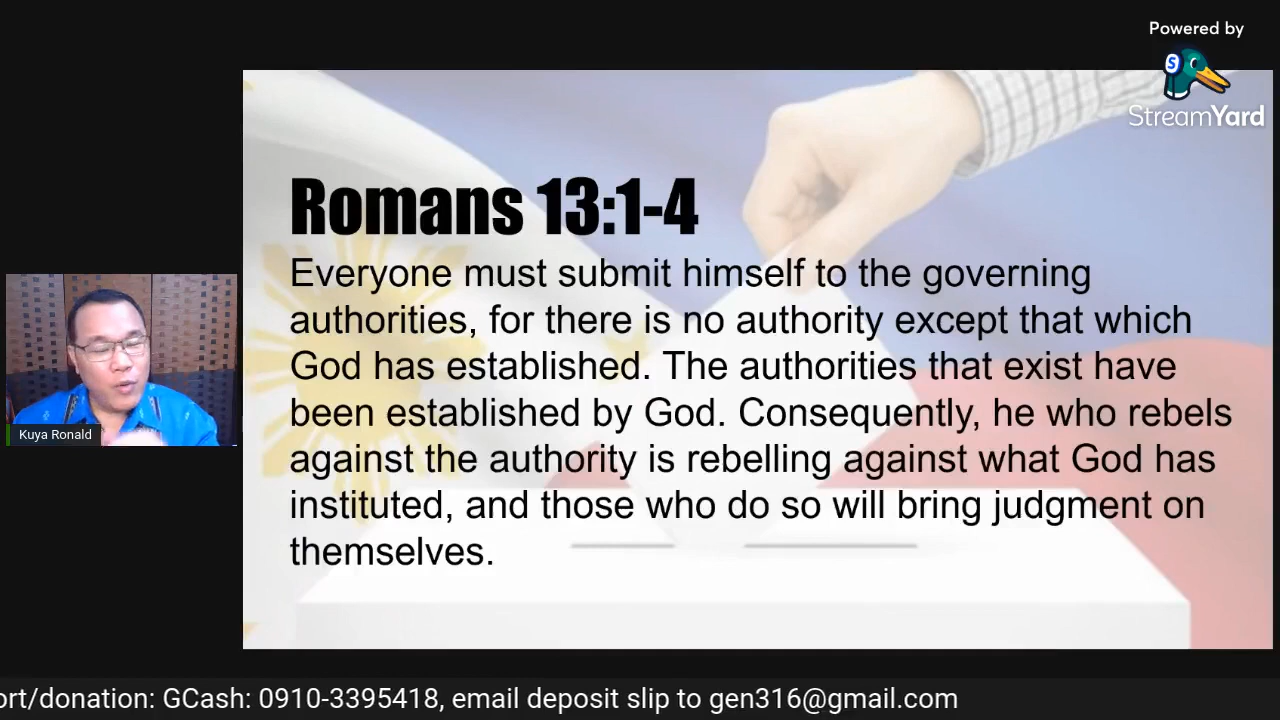 Powered by
StreamYard
Romans 13:1-4
Everyone must submit himself to the governing
authorities, for there is no authority except that which
God has established. The authorities that exist have
been established by God. Consequently, he who rebels
against the authority is rebelling against what God has
instituted, and those who do so will bring judgment on
themselves.
Kuya Ronald
ort/donation: GCash: 0910-3395418, email deposit slip to gen316@gmail.com